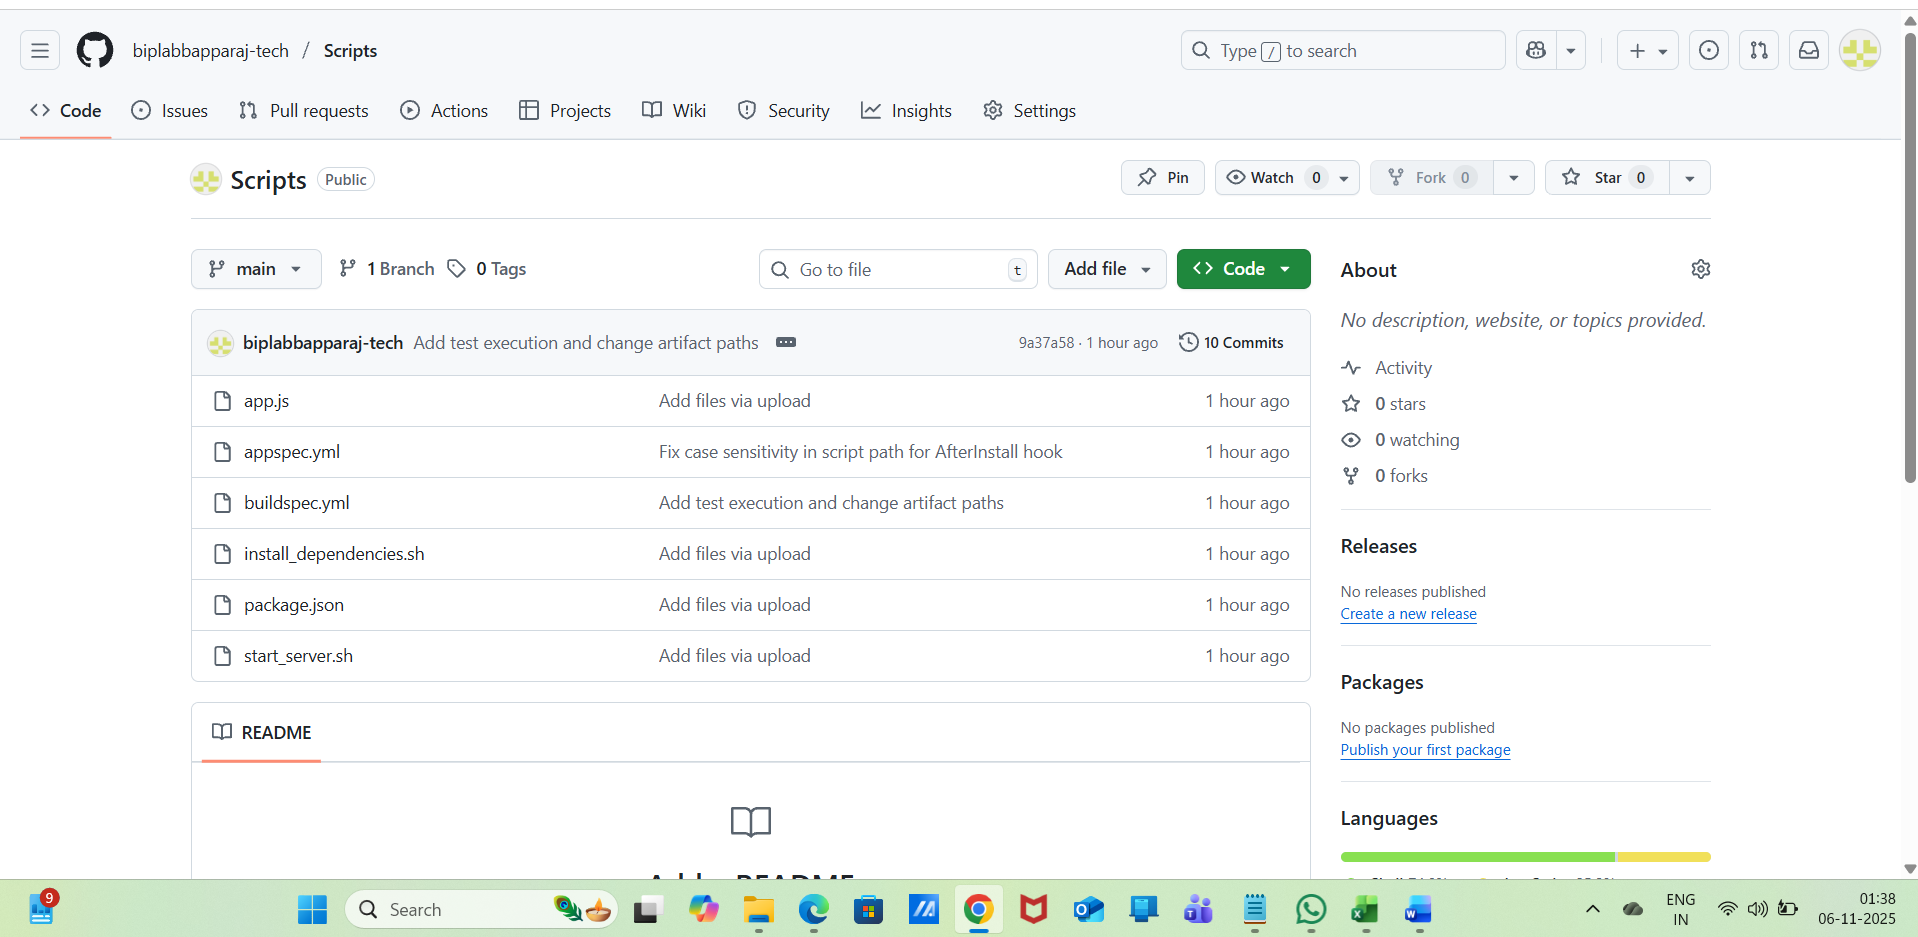 biplabbapparaj-tech / Scripts
Type / to search
Code Issues Pull requests Actions Projects Wiki Security Insights Settings
Scripts Public
Pin Watch 0 Fork 0 Star 0
main 1 Branch 0 Tags
Go to file t Add file Code
biplabbapparaj-tech Add test execution and change artifact paths 9a37a58 · 1 hour ago 10 Commits
app.js Add files via upload 1 hour ago
appspec.yml Fix case sensitivity in script path for AfterInstall hook 1 hour ago
buildspec.yml Add test execution and change artifact paths 1 hour ago
install_dependencies.sh Add files via upload 1 hour ago
package.json Add files via upload 1 hour ago
start_server.sh Add files via upload 1 hour ago
README
About
No description, website, or topics provided.
Activity
0 stars
0 watching
0 forks
Releases
No releases published
Create a new release
Packages
No packages published
Publish your first package
Languages
9
Search
ENG
IN
01:38
06-11-2025